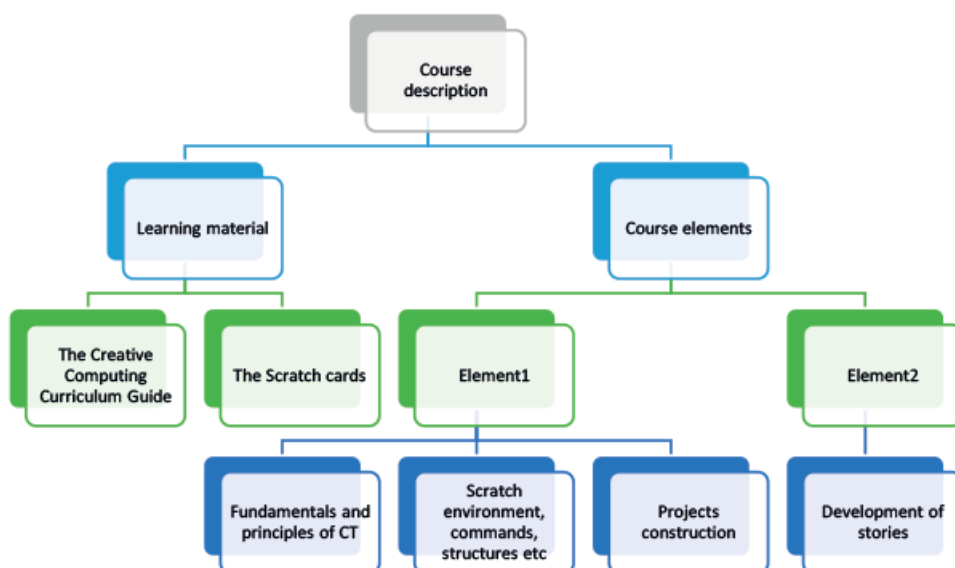 Course
description
Learning material
Course elements
The Creative
Computing
Curriculum Guide
The Scratch cards
Element1
Element2
Fundamentals and
principles of CT
Scratch
environment,
commands,
structures etc
Projects
construction
Development of
stories